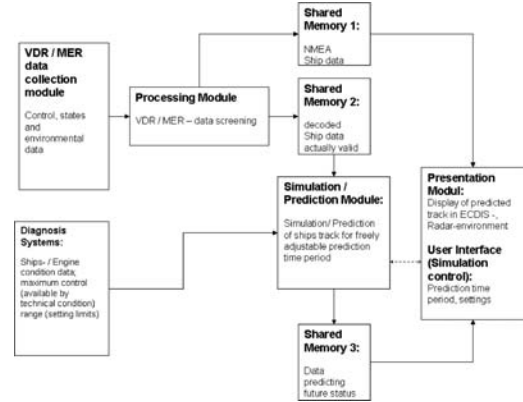 VDR / MER
data
collection
module
Control, states
and
environmental
data
Processing Module
VDR / MER – data screening
Shared
Memory 1:
NMEA
Ship data
Shared
Memory 2:
decoded
Ship data
actually valid
Simulation /
Prediction Module:
Simulation/ Prediction
of ships track for freely
adjustable prediction
time period
Diagnosis
Systems:
Ships- / Engine
condition data;
maximum control
(available by
technical condition)
range (setting limits)
Presentation
Modul:
Display of predicted
track in ECDIS -,
Radar-environment
User Interface
(Simulation
control):
Prediction time
period, settings
Shared
Memory 3:
Data
predicting
future status